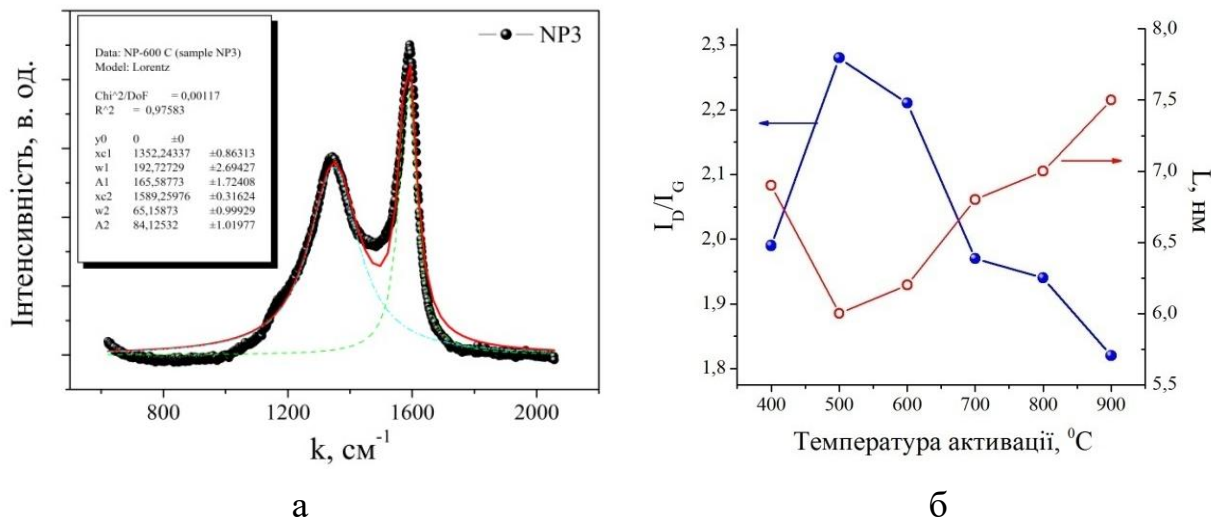 NP3
Data: NP-600 C (sample NP3)
Model: Lorentz
Chi^2/DoF = 0,00117
R^2 = 0,97583
y0 0 ±0
xc1 1352,24337 ±0.86313
w1 192,72729 ±2.69427
A1 165,58773 ±1.72408
xc2 1589,25976 ±0.31624
w2 65,15873 ±0.99929
A2 84,12532 ±1.01977
Інтенсивність, в. од.
800 1200 1600 2000
k, см⁻¹
а
2,3
2,2
2,1
2,0
1,9
1,8
I_D/I_G
8,0
7,5
7,0
6,5
6,0
5,5
L, нм
400 500 600 700 800 900
Температура активації, ⁰C
б